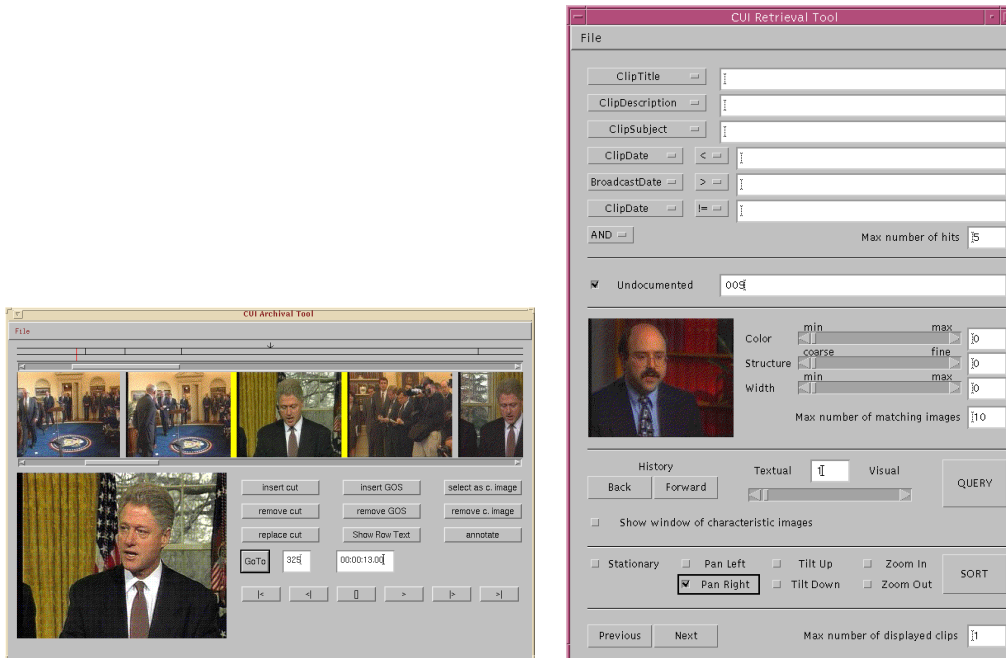 CUI Archival Tool
File
insert cut
insert GOS
select as c. image
remove cut
remove GOS
remove c. image
replace cut
Show Row Text
annotate
GoTo
325
00:00:13.00
|<
<|
[]
>
|>
>|
CUI Retrieval Tool
File
ClipTitle
ClipDescription
ClipSubject
ClipDate <
BroadcastDate >
ClipDate !=
AND
Max number of hits 5
Undocumented 009
min max
Color 0
coarse fine
Structure 0
min max
Width 0
Max number of matching images 10
History
Textual 1 Visual
Back Forward
QUERY
Show window of characteristic images
Stationary Pan Left Tilt Up Zoom In
Pan Right Tilt Down Zoom Out
SORT
Previous Next
Max number of displayed clips 1